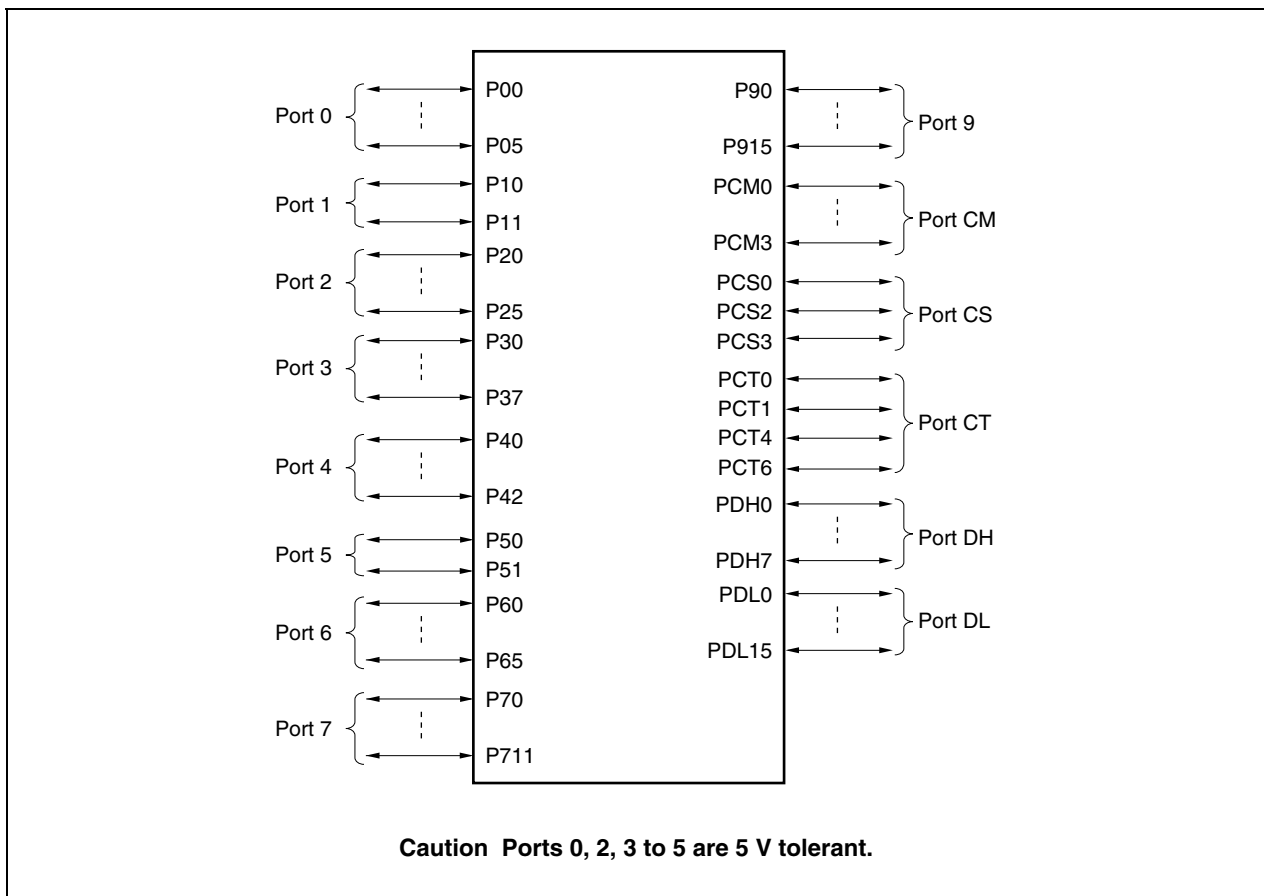 Port 0
P00
P05
Port 1
P10
P11
Port 2
P20
P25
Port 3
P30
P37
Port 4
P40
P42
Port 5
P50
P51
Port 6
P60
P65
Port 7
P70
P711
P90
P915
Port 9
PCM0
PCM3
Port CM
PCS0
PCS2
PCS3
Port CS
PCT0
PCT1
PCT4
PCT6
Port CT
PDH0
PDH7
Port DH
PDL0
PDL15
Port DL
Caution Ports 0, 2, 3 to 5 are 5 V tolerant.